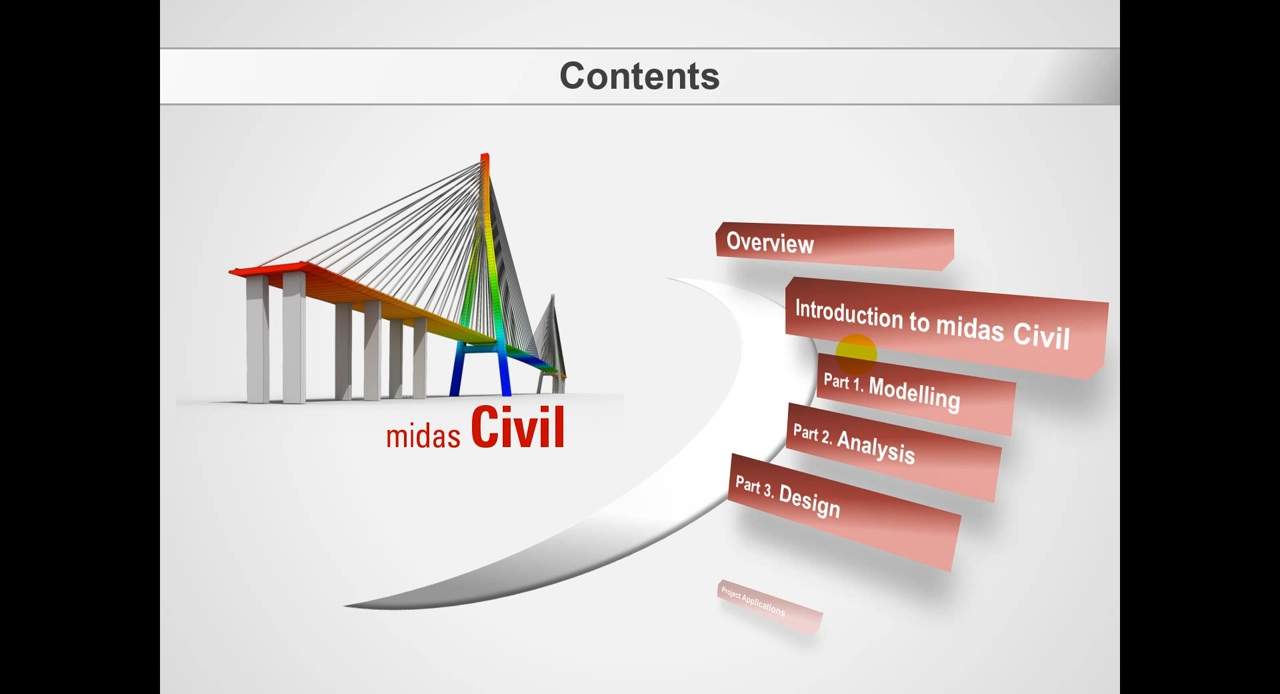 Contents
midas Civil
Overview
Introduction to midas Civil
Part 1. Modelling
Part 2. Analysis
Part 3. Design
Project Applications